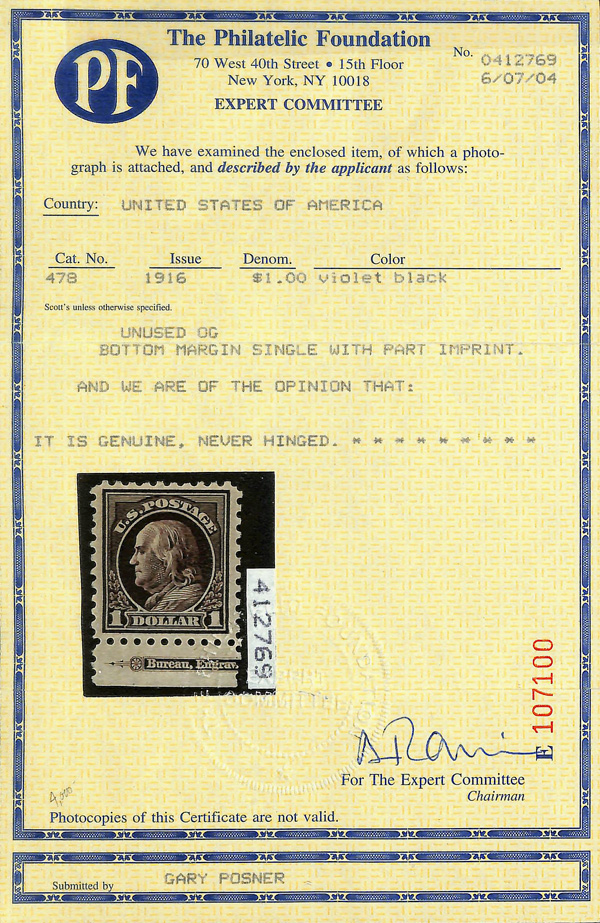 PF
The Philatelic Foundation
70 West 40th Street • 15th Floor
New York, NY 10018
EXPERT COMMITTEE
No. 0412769
6/07/04
We have examined the enclosed item, of which a photo-
graph is attached, and described by the applicant as follows:
Country: UNITED STATES OF AMERICA
Cat. No. Issue Denom. Color
478 1916 $1.00 violet black
Scott's unless otherwise specified.
UNUSED OG
BOTTOM MARGIN SINGLE WITH PART IMPRINT.
AND WE ARE OF THE OPINION THAT:
IT IS GENUINE, NEVER HINGED. * * * * * * * * *
U.S. POSTAGE
1 DOLLAR 1
Bureau, Engrav.
412769
E 107100
For The Expert Committee
Chairman
4,000
Photocopies of this Certificate are not valid.
Submitted by GARY POSNER